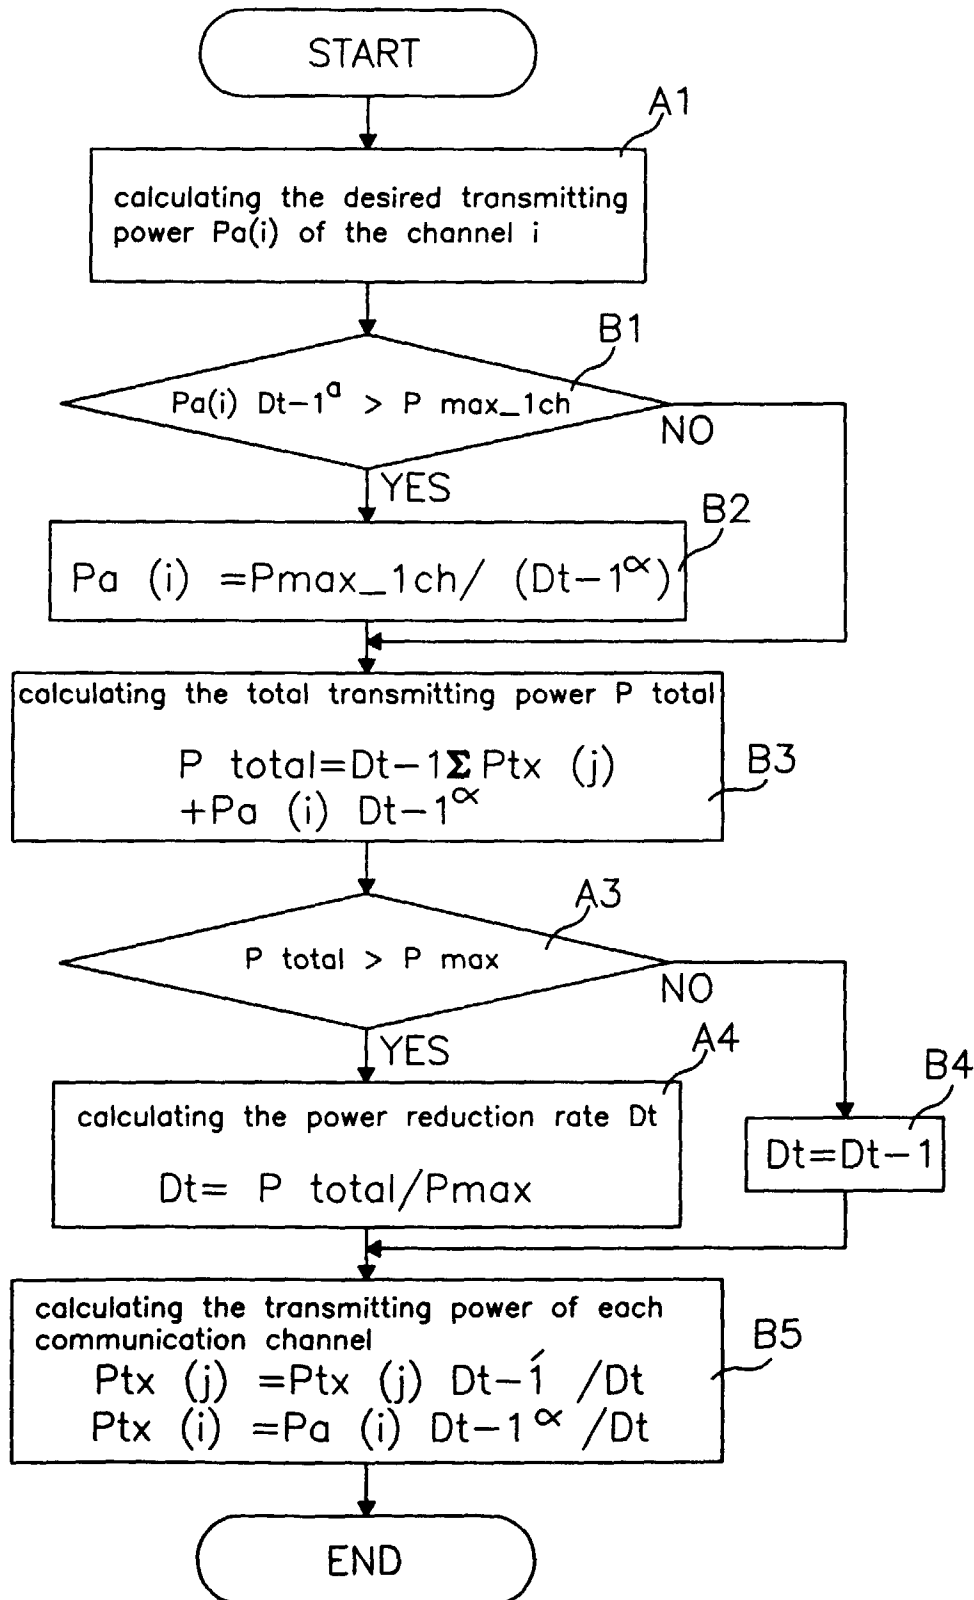 START
A1
calculating the desired transmitting
power Pa(i) of the channel i
B1
Pa(i) Dt-1ᵃ > P max_1ch
NO
YES
B2
Pa (i) =Pmax_1ch/ (Dt-1^∝)
calculating the total transmitting power P total
P total=Dt-1Σ Ptx (j)
+Pa (i) Dt-1^∝
B3
A3
P total > P max
NO
YES
A4
calculating the power reduction rate Dt
Dt= P total/Pmax
B4
Dt=Dt-1
calculating the transmitting power of each
communication channel
Ptx (j) =Ptx (j) Dt-1́ /Dt
Ptx (i) =Pa (i) Dt-1^∝ /Dt
B5
END